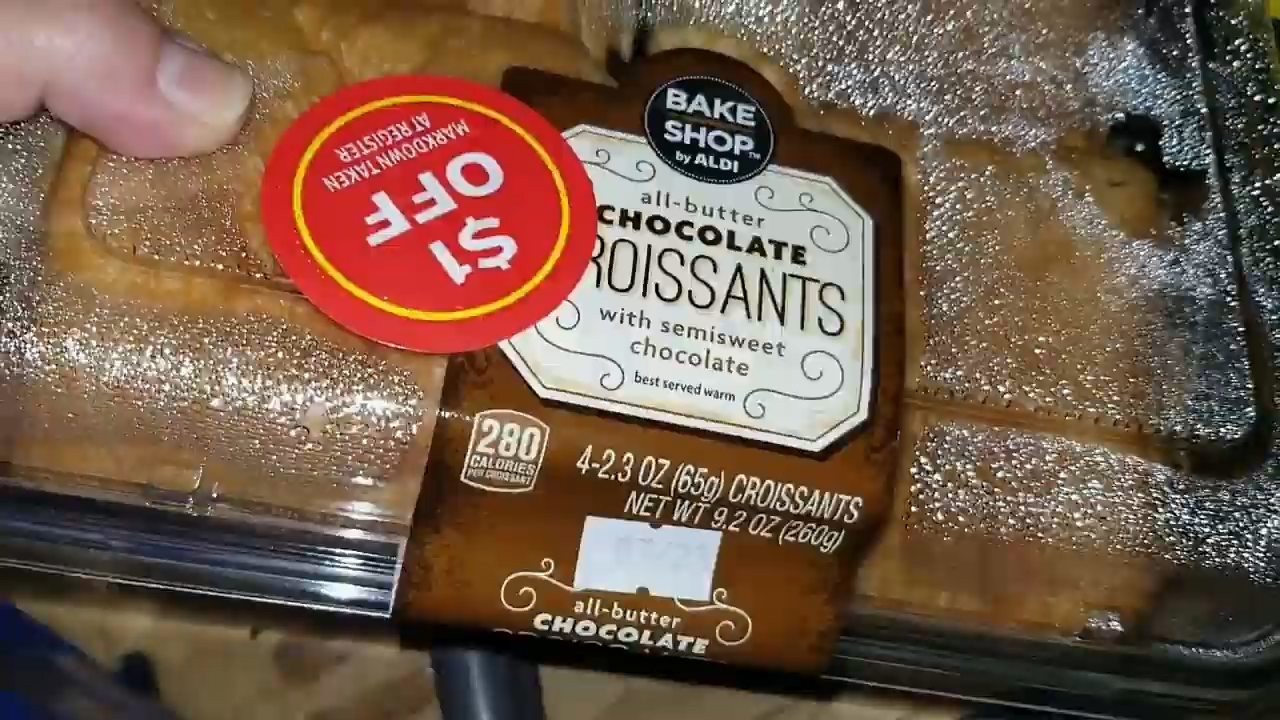 BAKE
SHOP™
by ALDI
all-butter
CHOCOLATE
ROISSANTS
with semisweet
chocolate
best served warm
$1
OFF
MARKDOWN TAKEN
AT REGISTER
280
CALORIES
PER CROISSANT
4-2.3 OZ (65g) CROISSANTS
NET WT 9.2 OZ (260g)
all-butter
CHOCOLATE